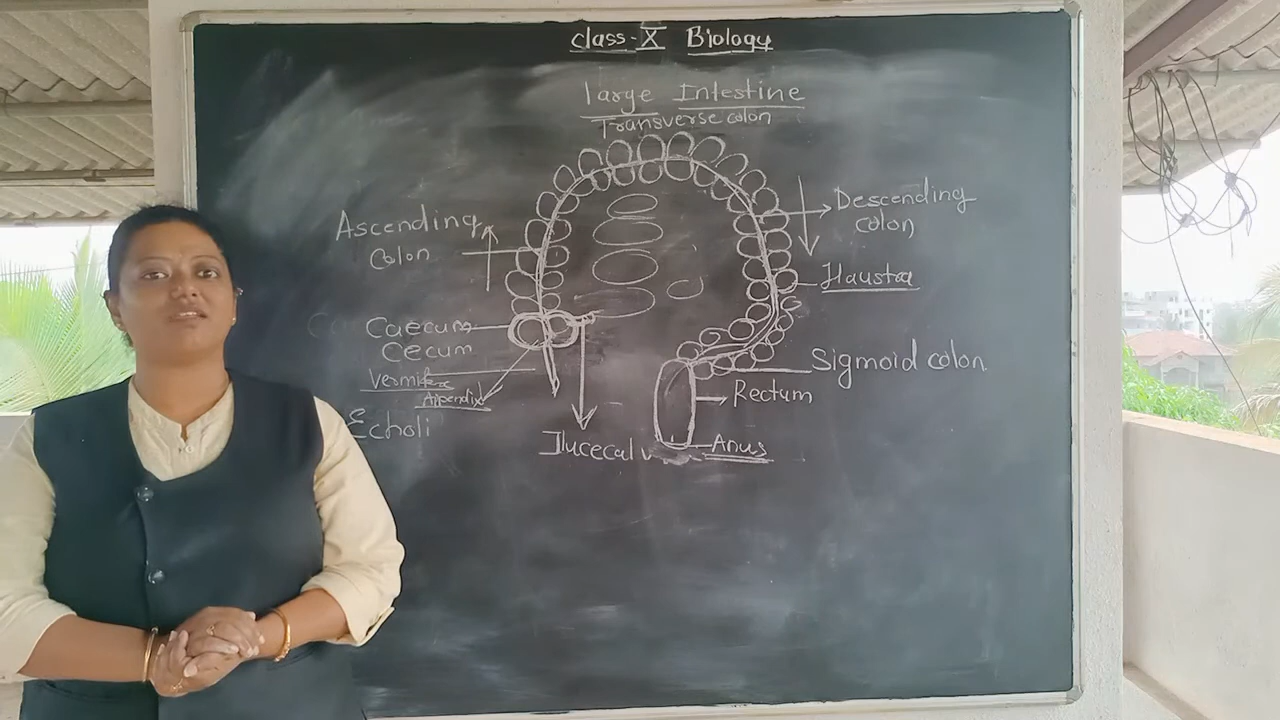 class-X Biology
large Intestine
Transverse colon
Ascending
colon
Descending
colon
Haustra
Caecum
Cecum
Sigmoid colon
Appendix
Rectum
Echoli
Ilucecal v
Anus